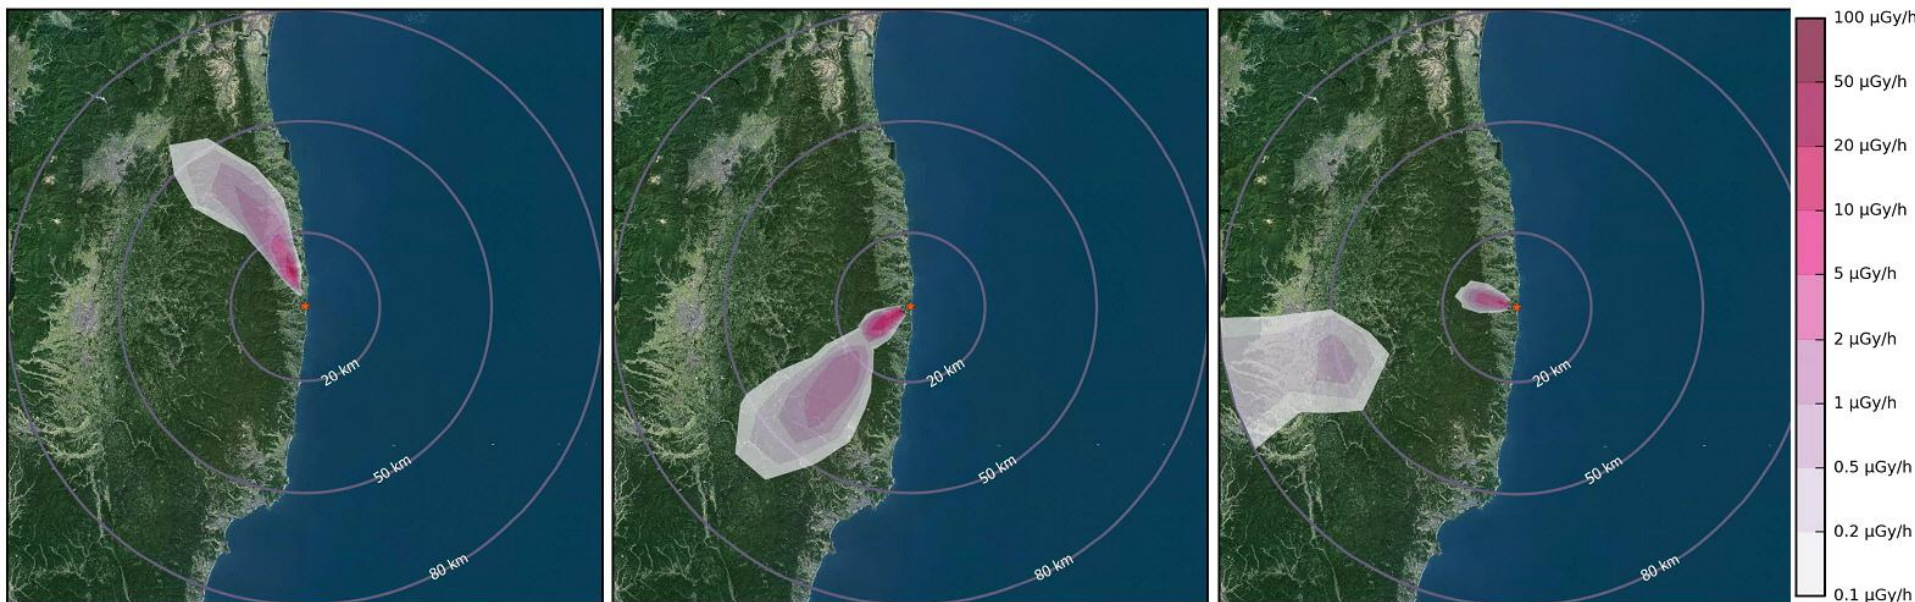 20 km
50 km
80 km
20 km
50 km
80 km
20 km
50 km
80 km
100 μGy/h
50 μGy/h
20 μGy/h
10 μGy/h
5 μGy/h
2 μGy/h
1 μGy/h
0.5 μGy/h
0.2 μGy/h
0.1 μGy/h